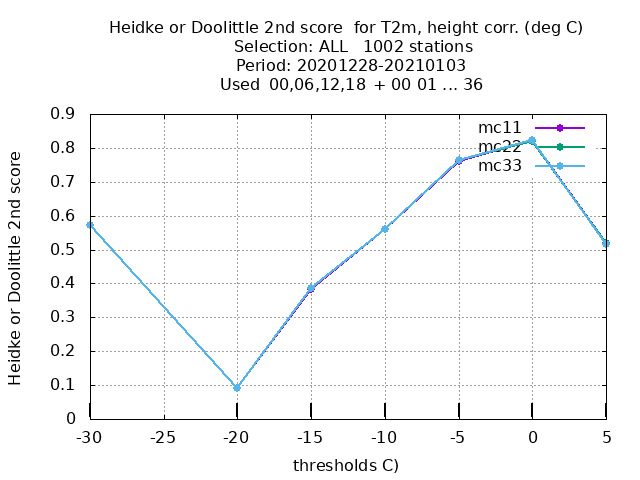 Heidke or Doolittle 2nd score  for T2m, height corr. (deg C)
Selection: ALL   1002 stations
Period: 20201228-20210103
Used  00,06,12,18  + 00 01 ... 36
Heidke or Doolittle 2nd score
0.9
0.8
0.7
0.6
0.5
0.4
0.3
0.2
0.1
0
mc11
mc22
mc33
-30
-25
-20
-15
-10
-5
0
5
thresholds C)